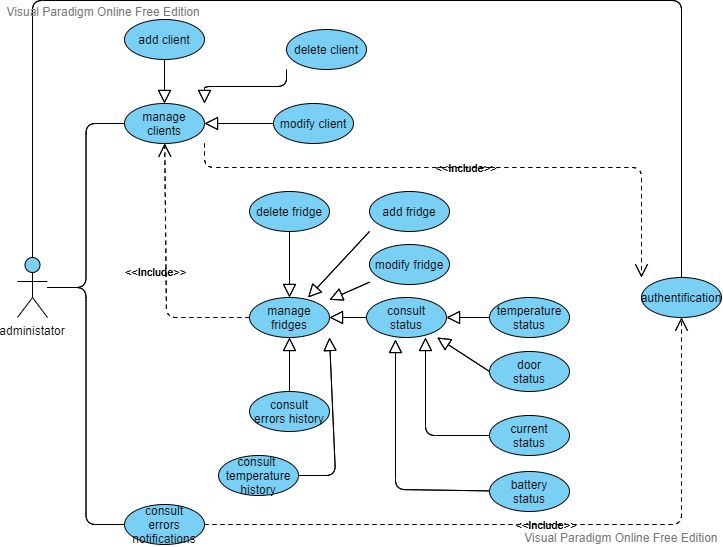 Visual Paradigm Online Free Edition
add client
delete client
manage
clients
modify client
<<Include>>
delete fridge
add fridge
modify fridge
<<Include>>
administator
manage
fridges
consult
status
temperature
status
authentification
door
status
consult
errors history
current
status
consult
temperature
history
battery
status
consult
errors
notifications
<<Include>>
Visual Paradigm Online Free Edition